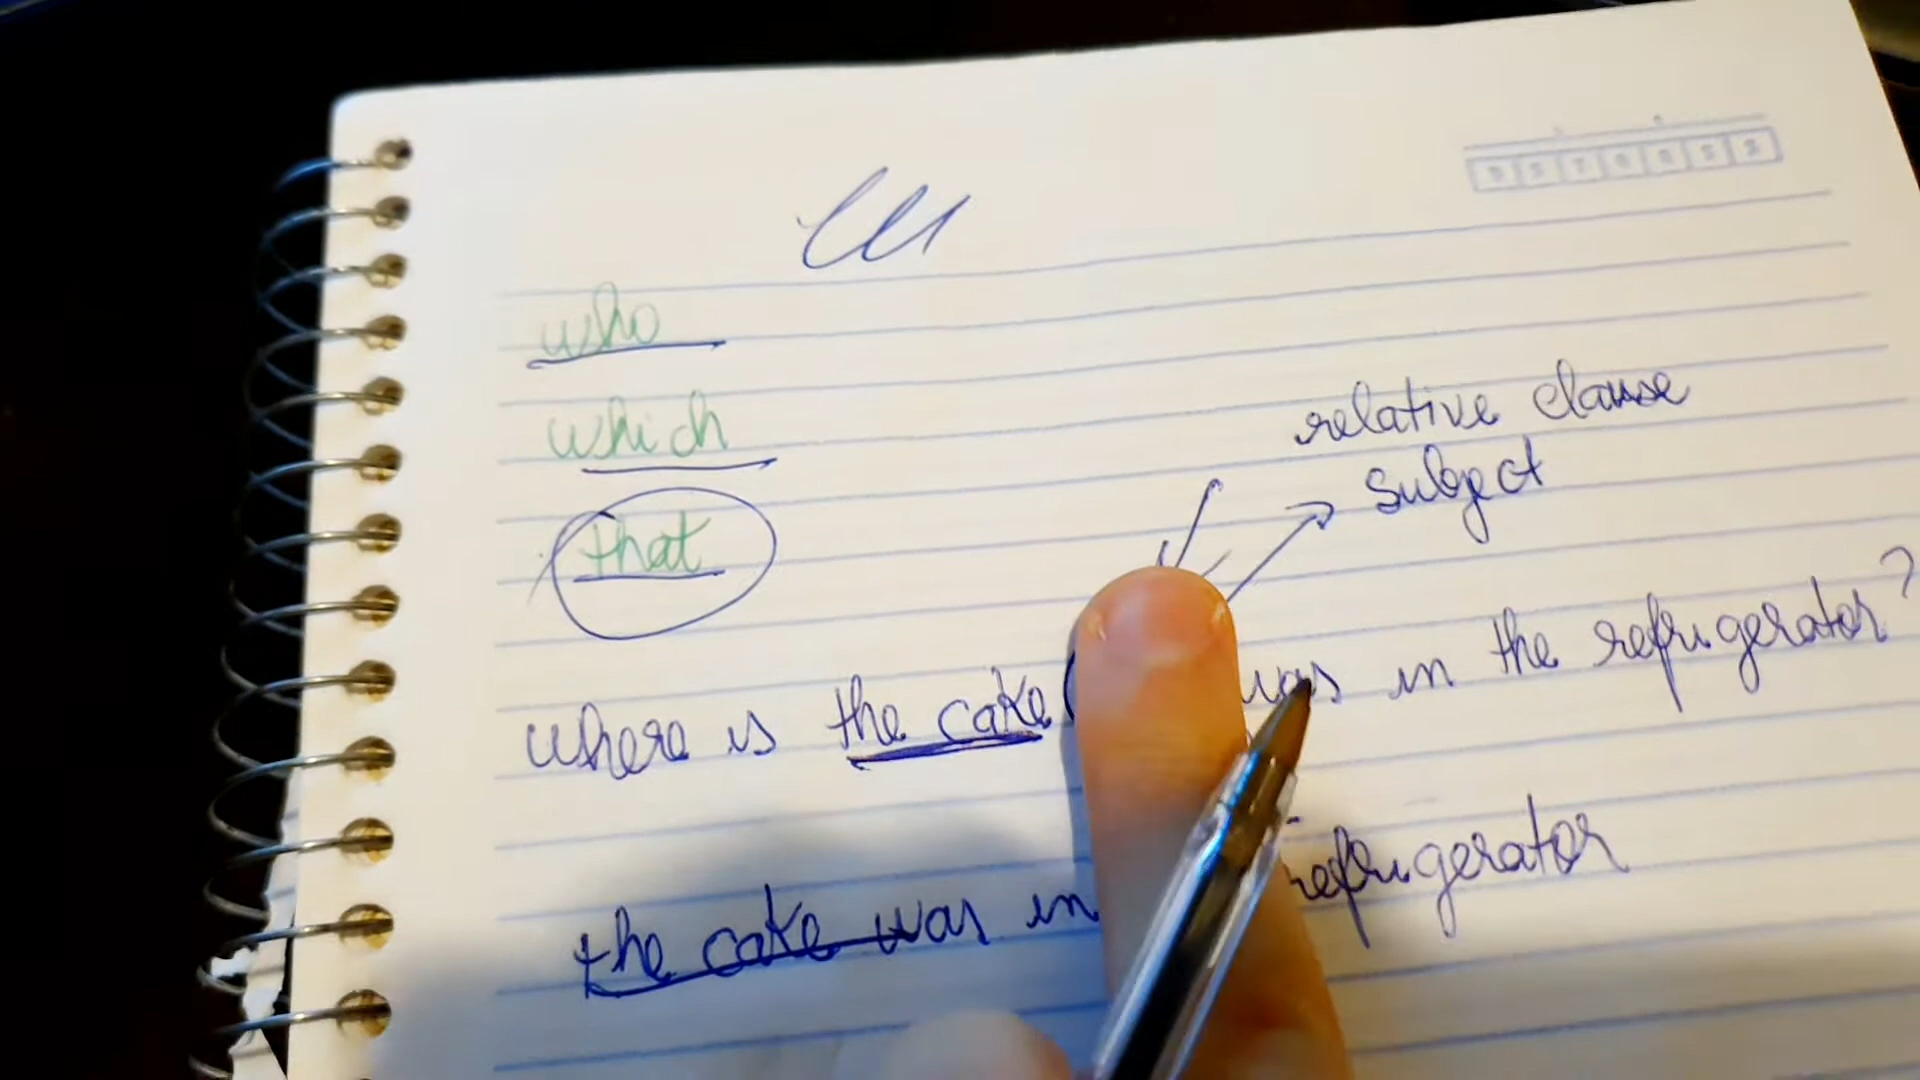 who
which
that
relative clause
subject
where is the cake was in the refrigerator?
the cake was in refrigerator